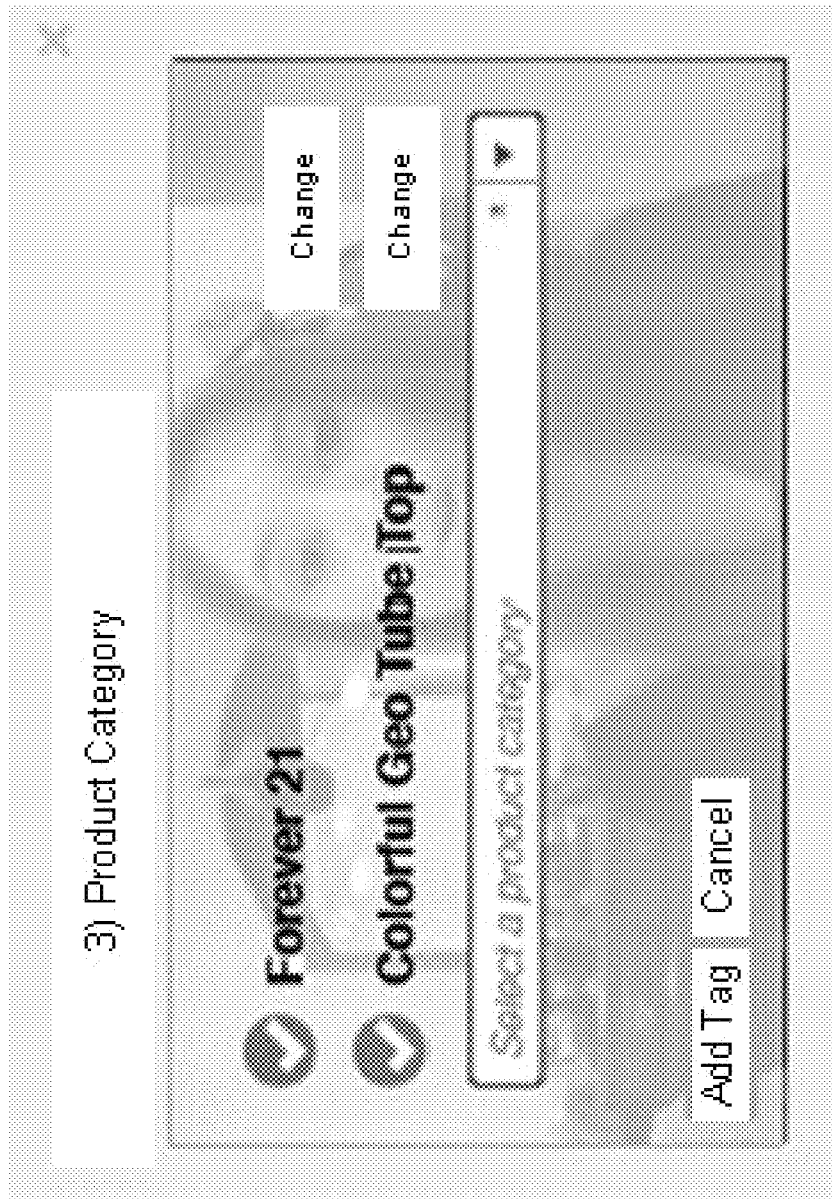 3) Product Category
Forever 21
Change
Colorful Geo Tube Top
Change
Select a product category
*
Add Tag
Cancel